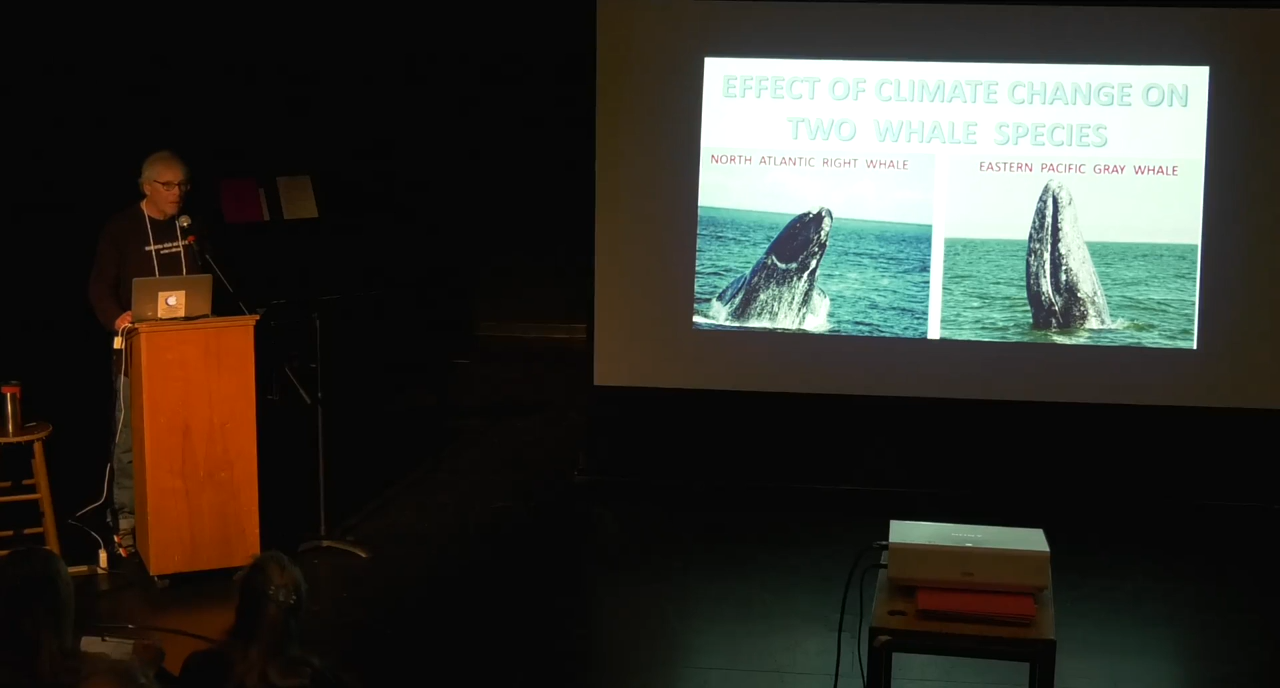 EFFECT OF CLIMATE CHANGE ON
TWO WHALE SPECIES
NORTH ATLANTIC RIGHT WHALE
EASTERN PACIFIC GRAY WHALE